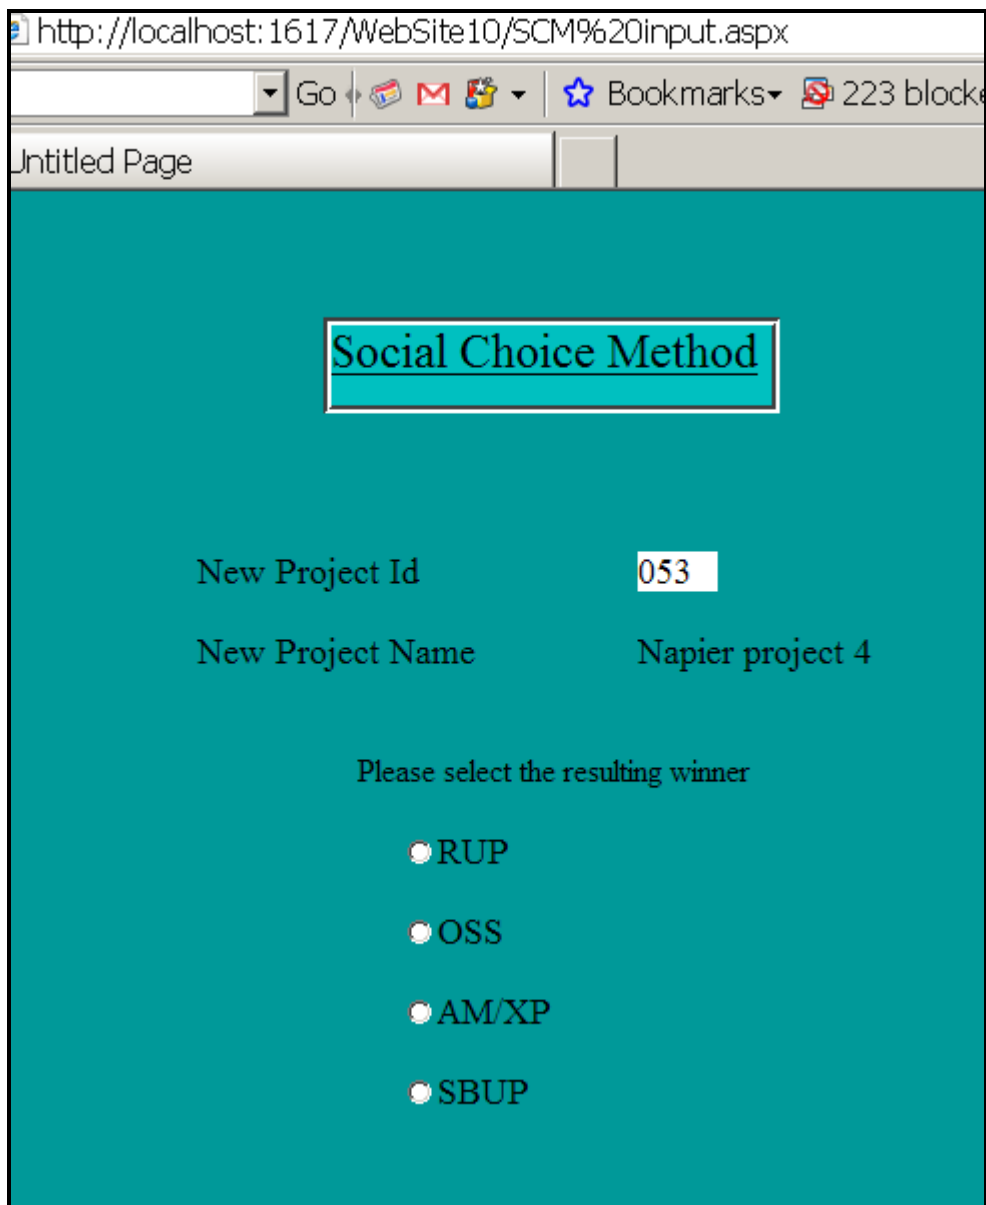 http://localhost:1617/WebSite10/SCM%20input.aspx
Go Bookmarks 223 blocke
Untitled Page
Social Choice Method
New Project Id 053
New Project Name Napier project 4
Please select the resulting winner
RUP
OSS
AM/XP
SBUP